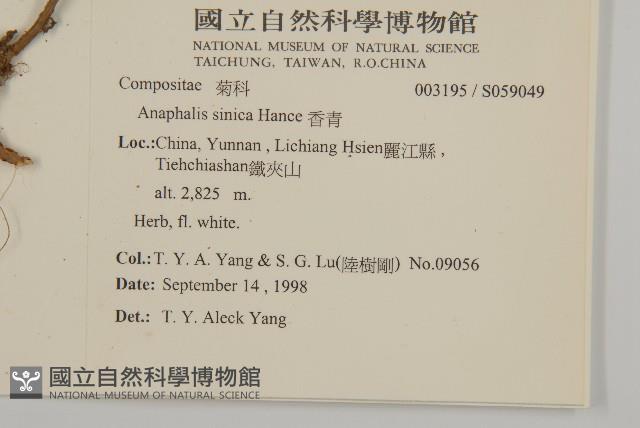 國立自然科學博物館
NATIONAL MUSEUM OF NATURAL SCIENCE
TAICHUNG, TAIWAN, R.O.CHINA
Compositae 菊科 003195 / S059049
Anaphalis sinica Hance 香青
Loc.:China, Yunnan , Lichiang Hsien麗江縣 ,
Tiehchiashan鐵夾山
alt. 2,825 m.
Herb, fl. white.
Col.: T. Y. A. Yang & S. G. Lu(陸樹剛) No.09056
Date: September 14 , 1998
Det.: T. Y. Aleck Yang
國立自然科學博物館
NATIONAL MUSEUM OF NATURAL SCIENCE